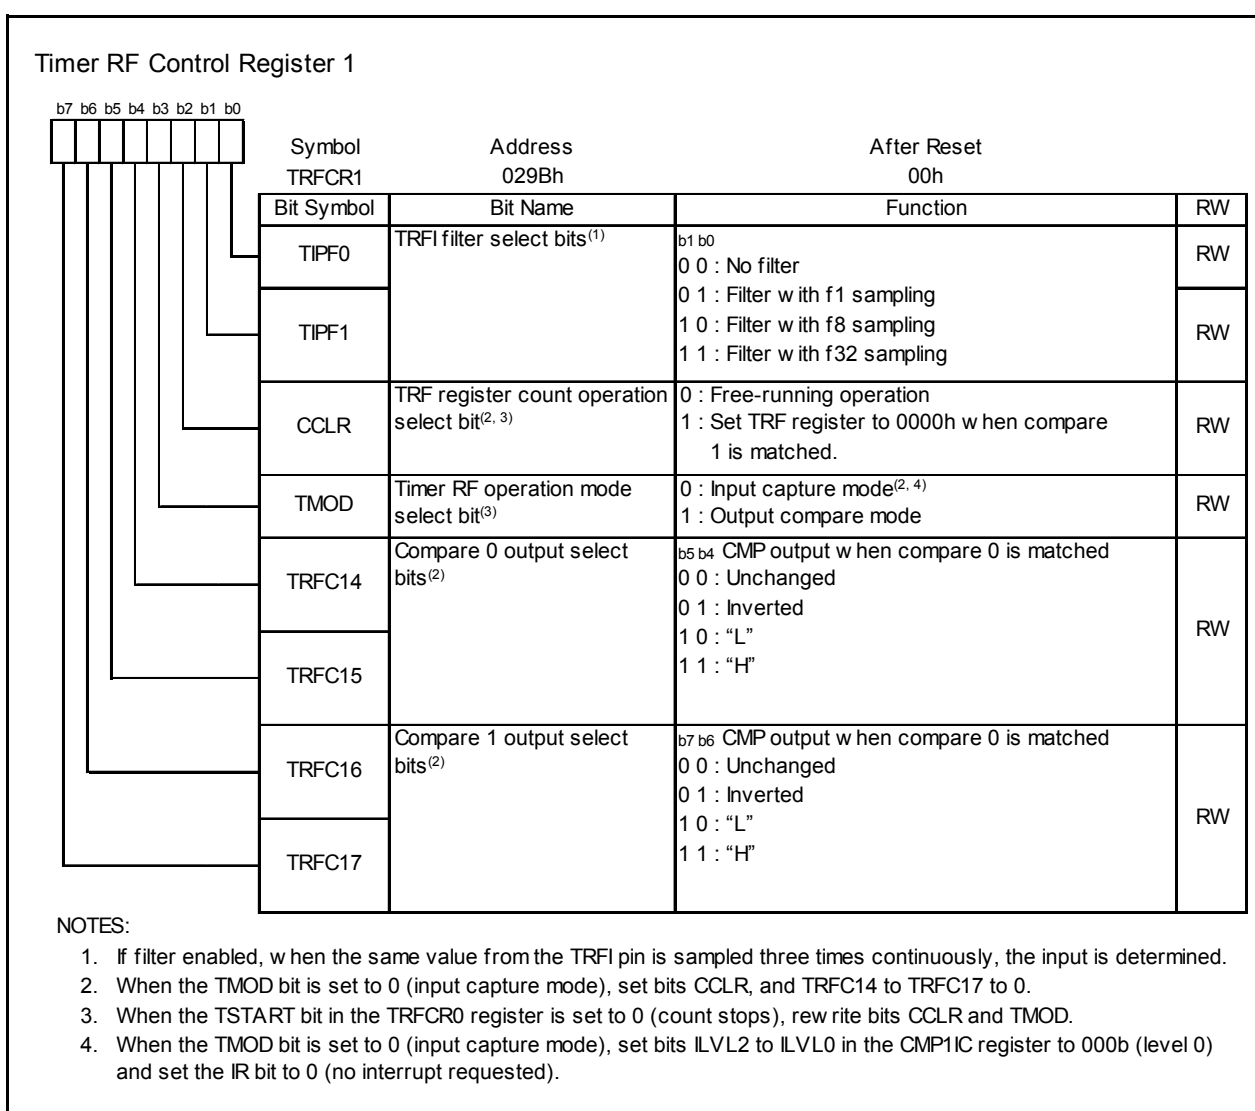 Timer RF Control Register 1
b7 b6 b5 b4 b3 b2 b1 b0
Symbol Address After Reset
TRFCR1 029Bh 00h
Bit Symbol Bit Name Function RW
TIPF0 TRFI filter select bits(1) b1 b0 RW
0 0 : No filter
0 1 : Filter with f1 sampling
TIPF1 1 0 : Filter with f8 sampling RW
1 1 : Filter with f32 sampling
TRF register count operation 0 : Free-running operation
CCLR select bit(2, 3) 1 : Set TRF register to 0000h when compare RW
1 is matched.
Timer RF operation mode 0 : Input capture mode(2, 4)
TMOD select bit(3) 1 : Output compare mode RW
Compare 0 output select b5 b4 CMP output when compare 0 is matched
TRFC14 bits(2) 0 0 : Unchanged
0 1 : Inverted
1 0 : “L” RW
TRFC15 1 1 : “H”
Compare 1 output select b7 b6 CMP output when compare 0 is matched
TRFC16 bits(2) 0 0 : Unchanged
0 1 : Inverted
1 0 : “L” RW
TRFC17 1 1 : “H”
NOTES:
1. If filter enabled, when the same value from the TRFI pin is sampled three times continuously, the input is determined.
2. When the TMOD bit is set to 0 (input capture mode), set bits CCLR, and TRFC14 to TRFC17 to 0.
3. When the TSTART bit in the TRFCR0 register is set to 0 (count stops), rewrite bits CCLR and TMOD.
4. When the TMOD bit is set to 0 (input capture mode), set bits ILVL2 to ILVL0 in the CMP1IC register to 000b (level 0)
and set the IR bit to 0 (no interrupt requested).